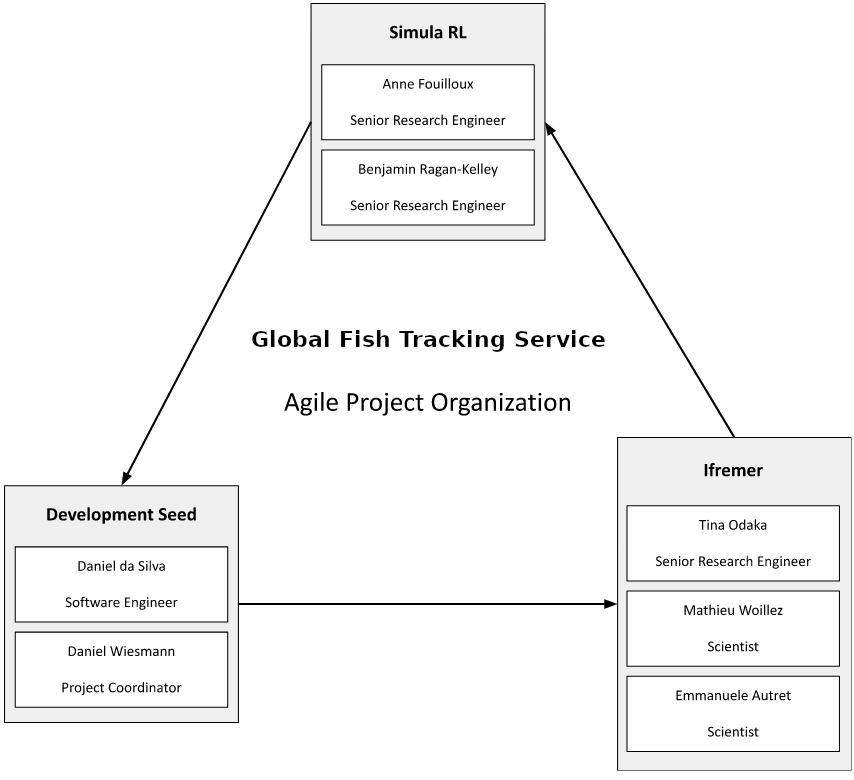 Simula RL
Anne Fouilloux
Senior Research Engineer
Benjamin Ragan-Kelley
Senior Research Engineer
Global Fish Tracking Service
Agile Project Organization
Development Seed
Daniel da Silva
Software Engineer
Daniel Wiesmann
Project Coordinator
Ifremer
Tina Odaka
Senior Research Engineer
Mathieu Woillez
Scientist
Emmanuele Autret
Scientist